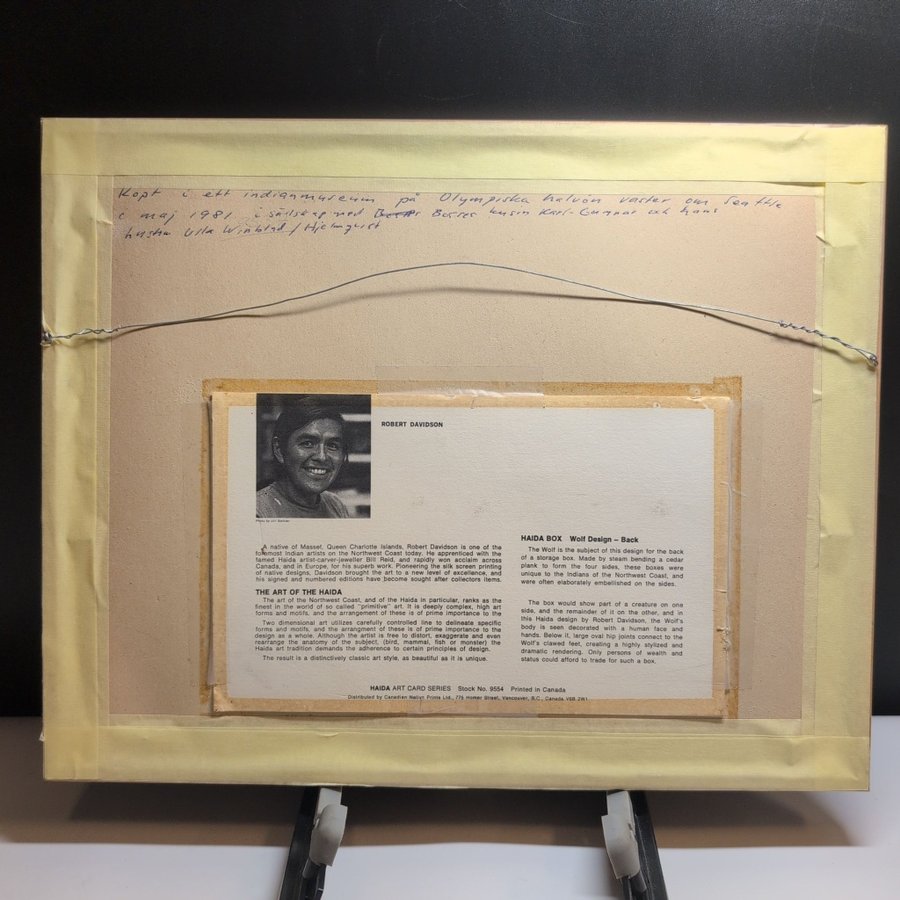 Köpt i ett indianmuseum på Olympiska halvön väster om Seattle
i maj 1981 i sällskap med Bosses kusin Karl-Gunnar och hans
hustru Ulla Winblad / Hjelmqvist
ROBERT DAVIDSON
Photo by
A native of Masset, Queen Charlotte Islands, Robert Davidson is one of the
foremost Indian artists on the Northwest Coast today. He apprenticed with the
famed Haida artist-carver-jeweller Bill Reid, and rapidly won acclaim across
Canada, and in Europe, for his superb work. Pioneering the silk screen printing
of native designs, Davidson brought the art to a new level of excellence, and
his signed and numbered editions have become sought after collectors items.
THE ART OF THE HAIDA
The art of the Northwest Coast, and of the Haida in particular, ranks as the
finest in the world of so called "primitive" art. It is deeply complex, high art
forms and motifs, and the arrangement of these is of prime importance to the
Two dimensional art utilizes carefully controlled line to delineate specific
forms and motifs, and the arrangment of these is of prime importance to the
design as a whole. Although the artist is free to distort, exaggerate and even
rearrange the anatomy of the subject, (bird, mammal, fish or monster) the
Haida art tradition demands the adherence to certain principles of design.
The result is a distinctively classic art style, as beautiful as it is unique.
HAIDA BOX Wolf Design – Back
The Wolf is the subject of this design for the back
of a storage box. Made by steam bending a cedar
plank to form the four sides, these boxes were
unique to the Indians of the Northwest Coast, and
were often elaborately embellished on the sides.
The box would show part of a creature on one
side, and the remainder of it on the other, and in
this Haida design by Robert Davidson, the Wolf's
body is seen decorated with a human face and
hands. Below it, large oval hip joints connect to the
Wolf's clawed feet, creating a highly stylized and
dramatic rendering. Only persons of wealth and
status could afford to trade for such a box.
HAIDA ART CARD SERIES Stock No. 9554 Printed in Canada
Distributed by Canadian Native Prints Ltd., 775 Homer Street, Vancouver, B.C., Canada V6B 2W1